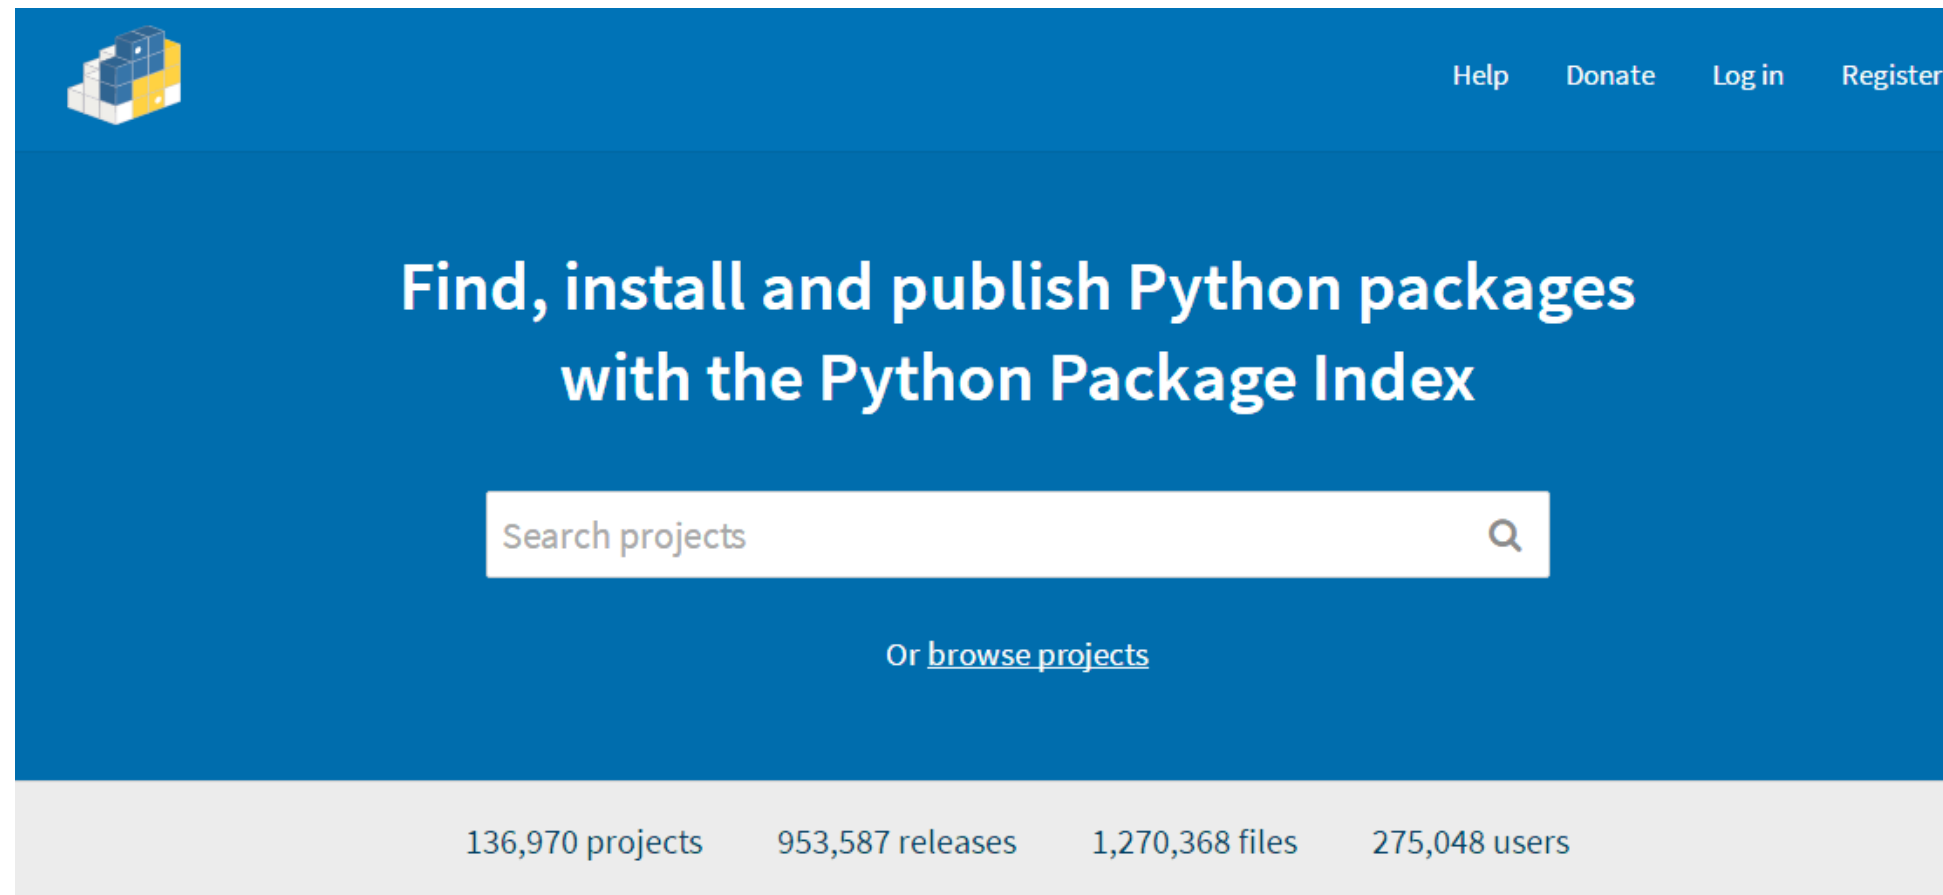 Help Donate Log in Register
Find, install and publish Python packages
with the Python Package Index
Search projects
Or browse projects
136,970 projects 953,587 releases 1,270,368 files 275,048 users